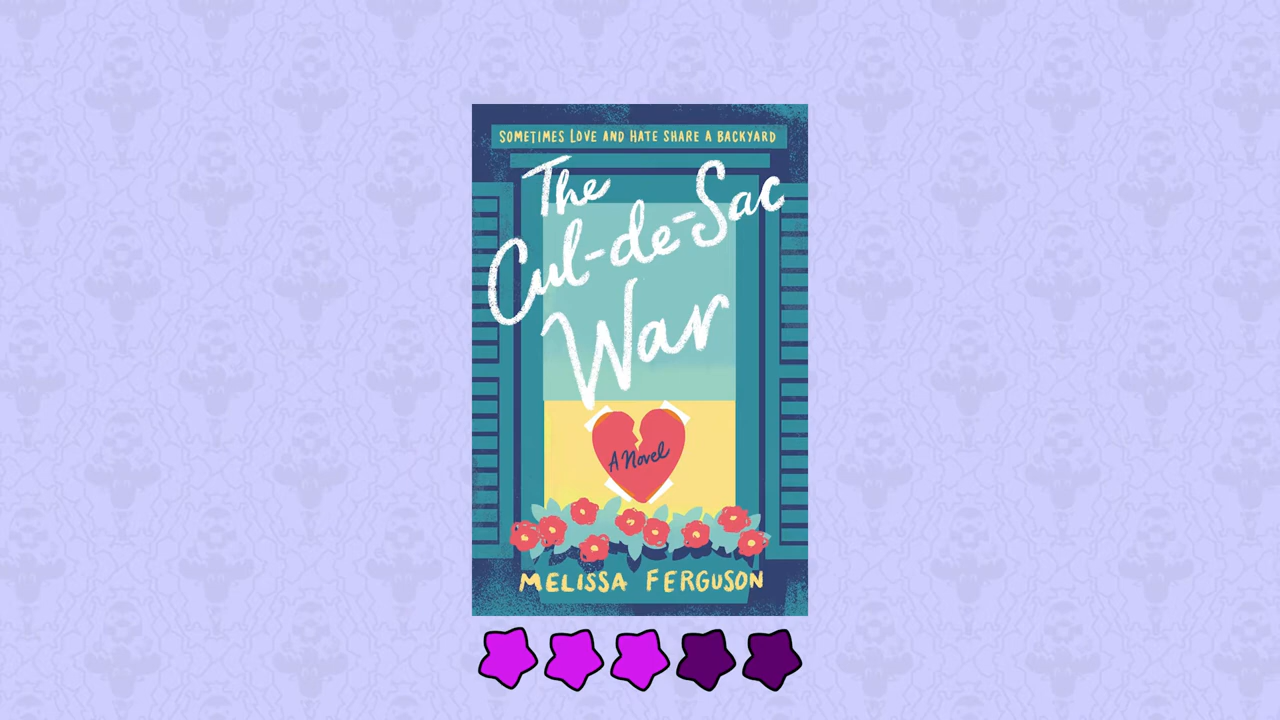 SOMETIMES LOVE AND HATE SHARE A BACKYARD
The
Cul-de-Sac
War
A Novel
MELISSA FERGUSON